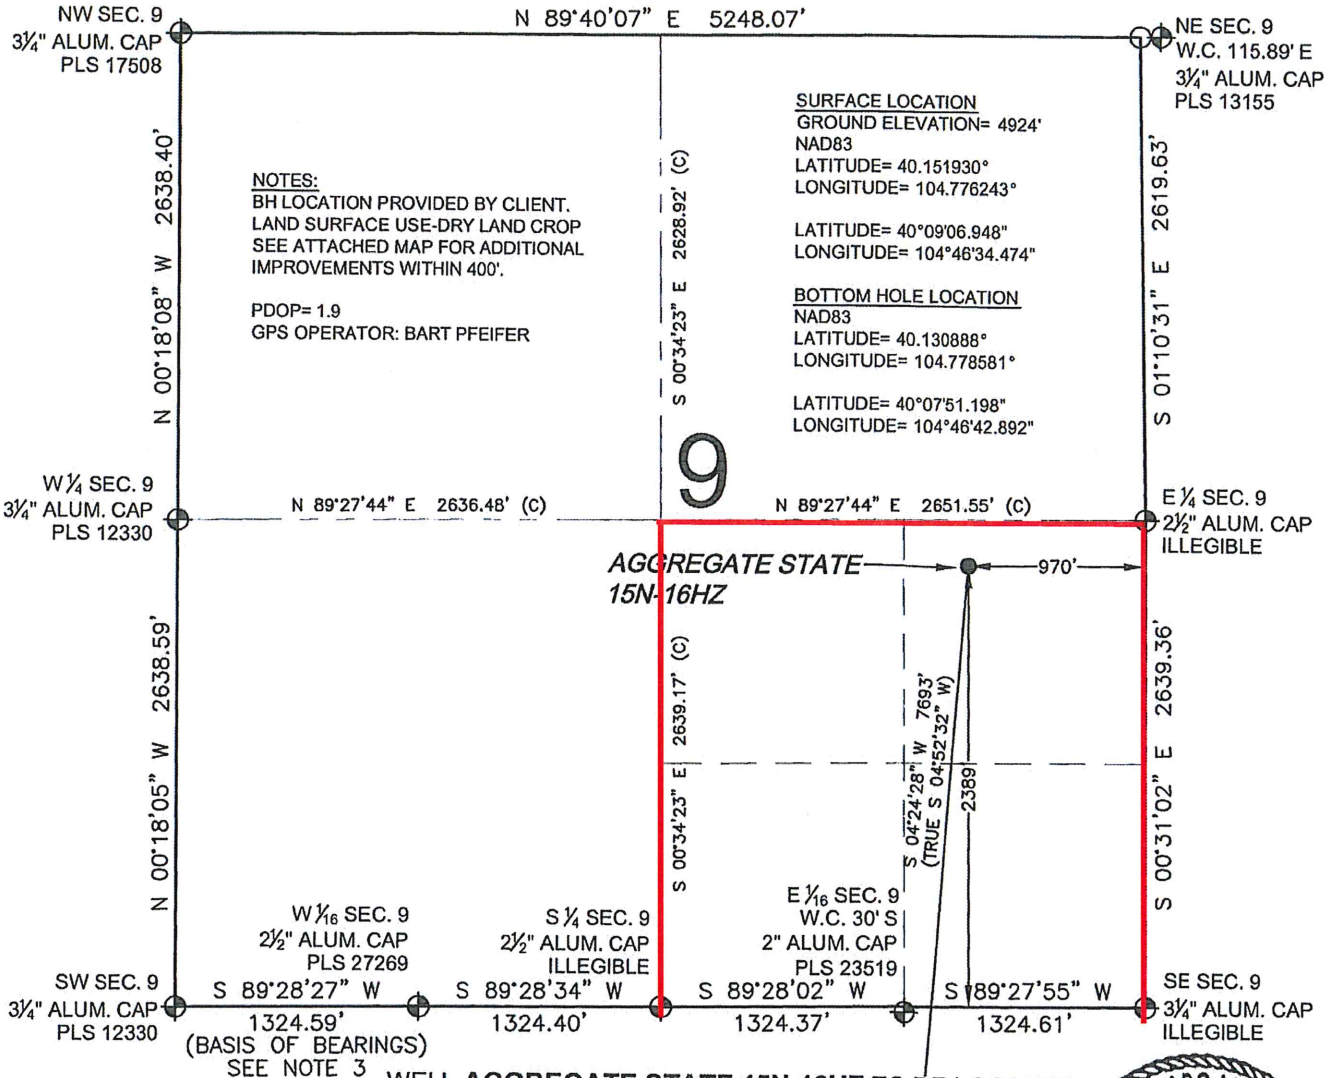 N 89°40'07" E 5248.07'
NW SEC. 9
3¼" ALUM. CAP
PLS 17508
NE SEC. 9
W.C. 115.89' E
3¼" ALUM. CAP
PLS 13155
N 00°18'08" W 2638.40'
NOTES:
BH LOCATION PROVIDED BY CLIENT.
LAND SURFACE USE-DRY LAND CROP
SEE ATTACHED MAP FOR ADDITIONAL
IMPROVEMENTS WITHIN 400'.
PDOP= 1.9
GPS OPERATOR: BART PFEIFER
S 00°34'23" E 2628.92' (C)
SURFACE LOCATION
GROUND ELEVATION= 4924'
NAD83
LATITUDE= 40.151930°
LONGITUDE= 104.776243°
LATITUDE= 40°09'06.948"
LONGITUDE= 104°46'34.474"
BOTTOM HOLE LOCATION
NAD83
LATITUDE= 40.130888°
LONGITUDE= 104.778581°
LATITUDE= 40°07'51.198"
LONGITUDE= 104°46'42.892"
S 01°10'31" E 2619.63'
9
W ¼ SEC. 9
3¼" ALUM. CAP
PLS 12330
N 89°27'44" E 2636.48' (C)
N 89°27'44" E 2651.55' (C)
E ¼ SEC. 9
2½" ALUM. CAP
ILLEGIBLE
AGGREGATE STATE
15N-16HZ
970'
N 00°18'05" W 2638.59'
S 00°34'23" E 2639.17' (C)
S 04°24'28" W 7693'
(TRUE S 04°52'32" W)
2389'
S 00°31'02" E 2639.36'
W 1⁄16 SEC. 9
2½" ALUM. CAP
PLS 27269
S ¼ SEC. 9
2½" ALUM. CAP
ILLEGIBLE
E 1⁄16 SEC. 9
W.C. 30' S
2" ALUM. CAP
PLS 23519
SW SEC. 9
3¼" ALUM. CAP
PLS 12330
S 89°28'27" W
1324.59'
S 89°28'34" W
1324.40'
S 89°28'02" W
1324.37'
S 89°27'55" W
1324.61'
SE SEC. 9
3¼" ALUM. CAP
ILLEGIBLE
(BASIS OF BEARINGS)
SEE NOTE 3
WELL AGGREGATE STATE 15N-16HZ TO BE